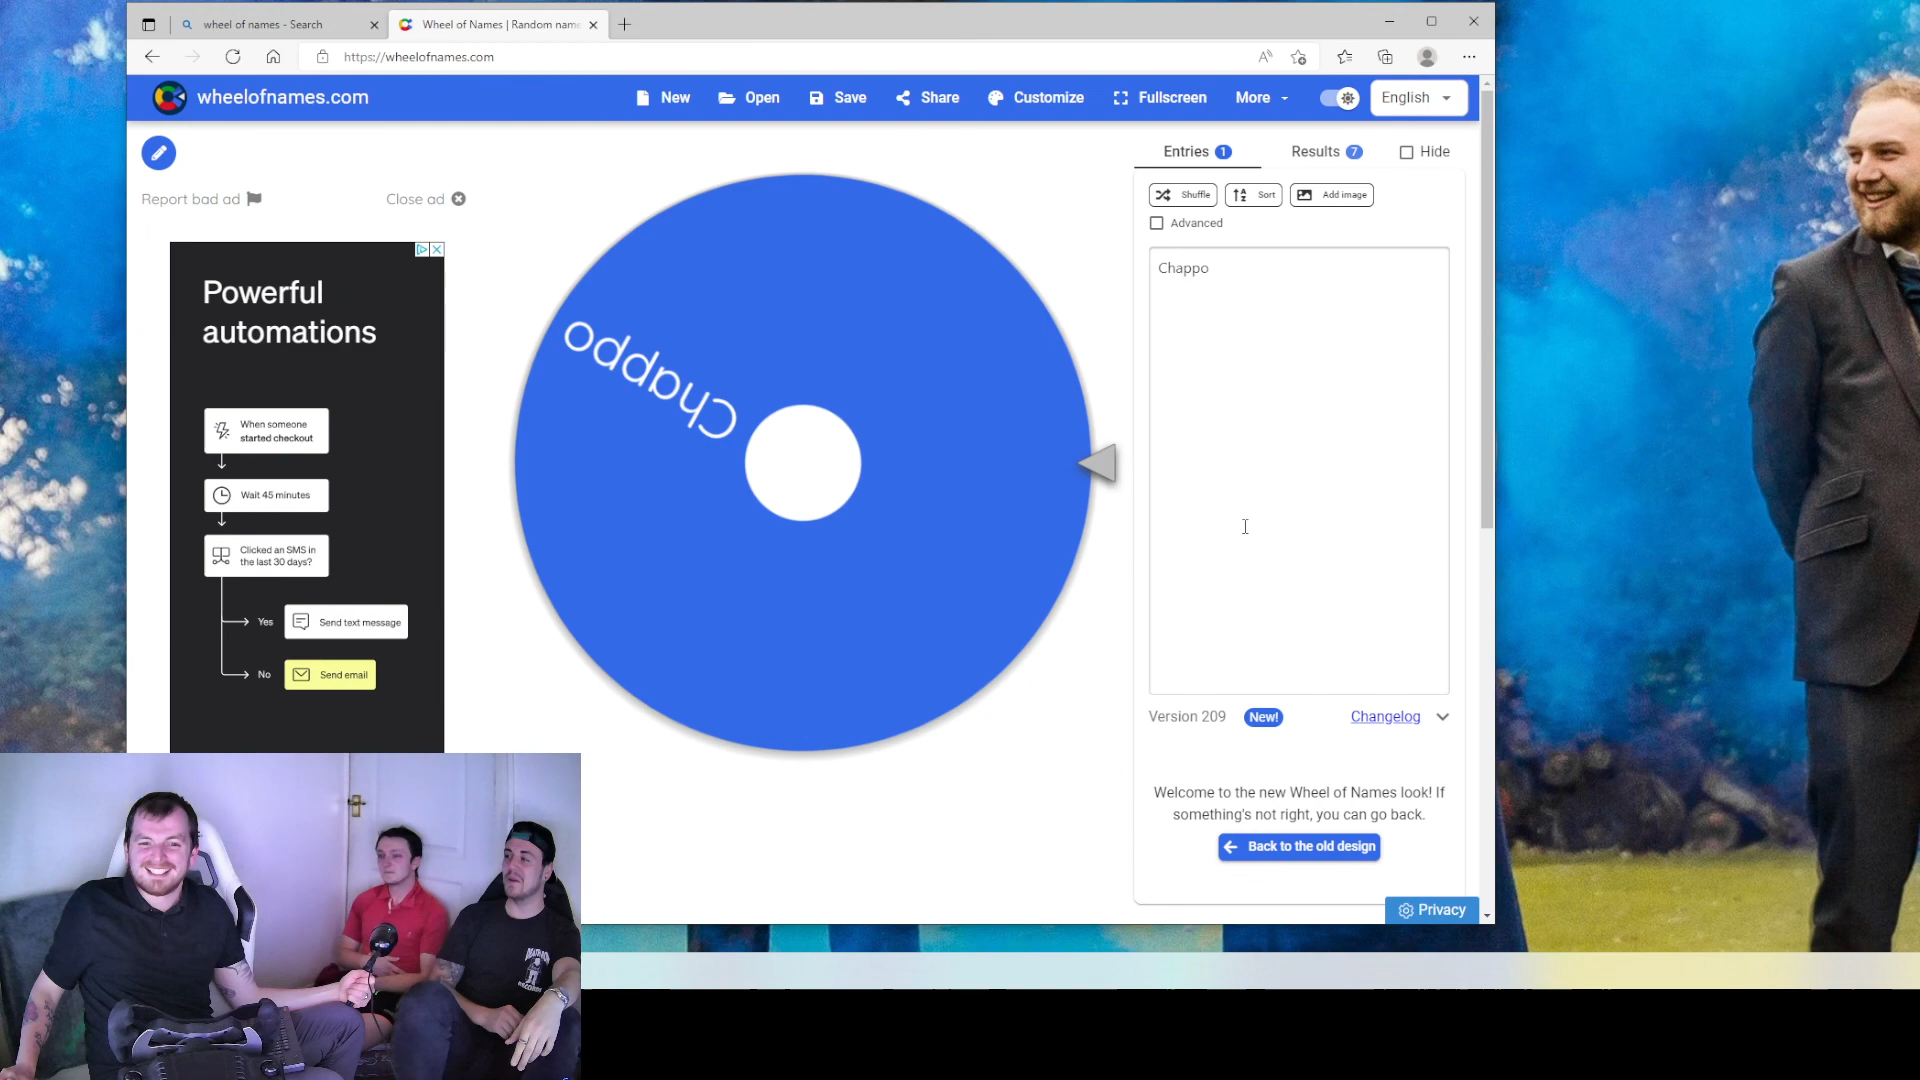 wheel of names - Search
Wheel of Names | Random name
https://wheelofnames.com
wheelofnames.com
New
Open
Save
Share
Customize
Fullscreen
More
English
Entries 1
Results 7
Hide
Report bad ad
Close ad
Shuffle
Sort
Add image
Advanced
Chappo
Powerful
automations
When someone
started checkout
Wait 45 minutes
Clicked an SMS in
the last 30 days?
Yes
Send text message
No
Send email
Chappo
Version 209
New!
Changelog
Welcome to the new Wheel of Names look! If
something's not right, you can go back.
Back to the old design
Privacy
DEATH ROW
RECORDS